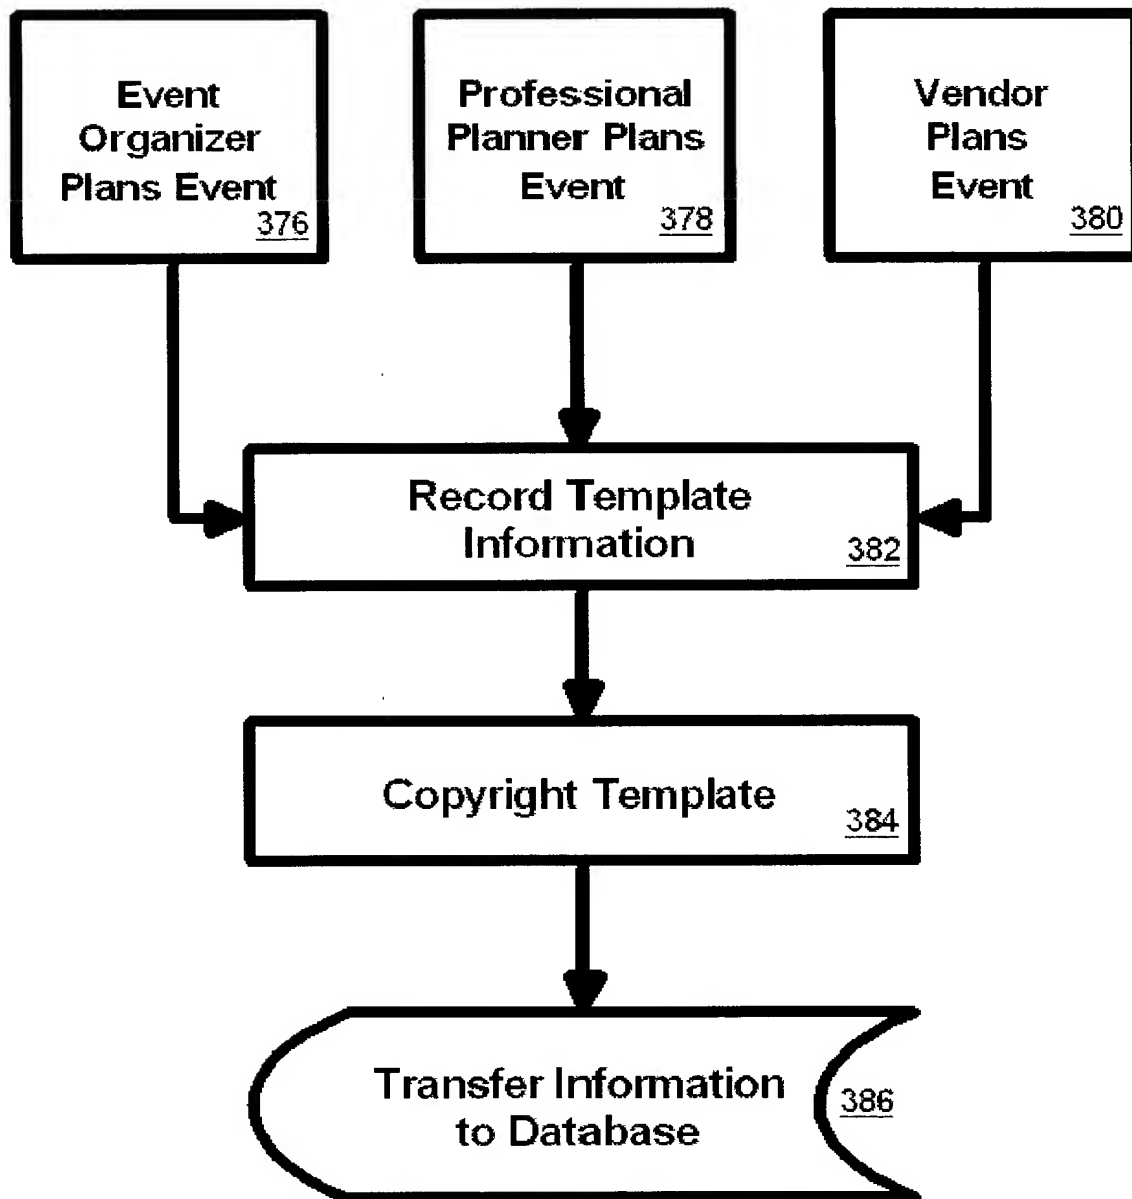 Event
Organizer
Plans Event
376
Professional
Planner Plans
Event
378
Vendor
Plans
Event
380
Record Template
Information
382
Copyright Template
384
Transfer Information
to Database
386